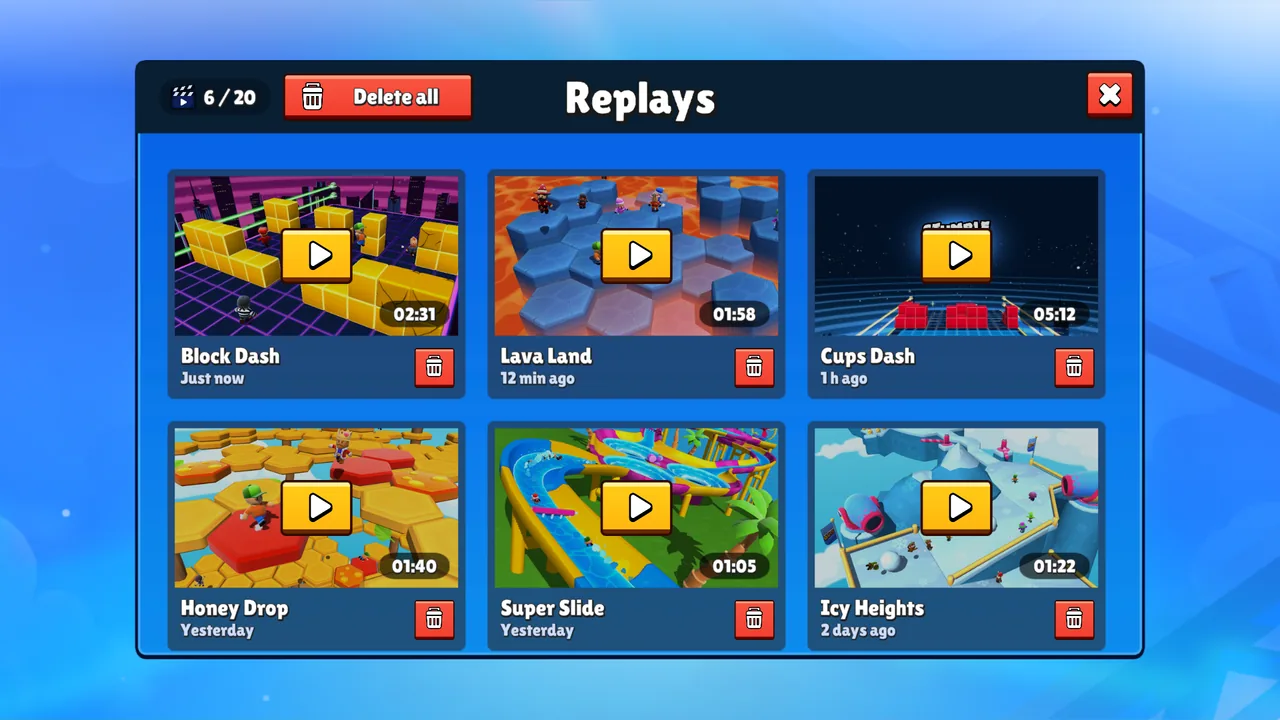 6 / 20
Delete all
Replays
02:31
01:58
05:12
Block Dash
Just now
Lava Land
12 min ago
Cups Dash
1 h ago
01:40
01:05
01:22
Honey Drop
Yesterday
Super Slide
Yesterday
Icy Heights
2 days ago